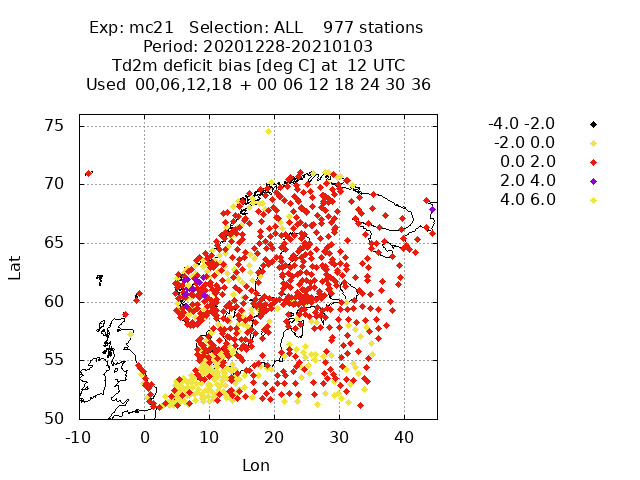 Exp: mc21 Selection: ALL 977 stations
Period: 20201228-20210103
Td2m deficit bias [deg C] at 12 UTC
Used 00,06,12,18 + 00 06 12 18 24 30 36
-4.0 -2.0
-2.0 0.0
0.0 2.0
2.0 4.0
4.0 6.0
75
70
65
60
55
50
Lat
-10 0 10 20 30 40
Lon